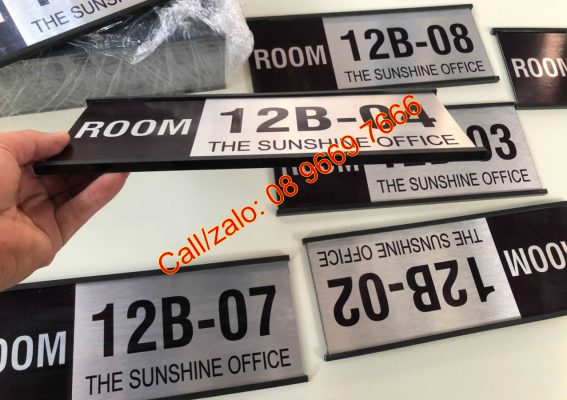 ROOM 12B-08
THE SUNSHINE OFFICE
ROOM
ROOM 12B-04
THE SUNSHINE OFFICE
03
THE SUNSHINE OFFICE
Call/zalo: 08 9669 7666
ROOM 12B-02
THE SUNSHINE OFFICE
OOM 12B-07
THE SUNSHINE OFFICE